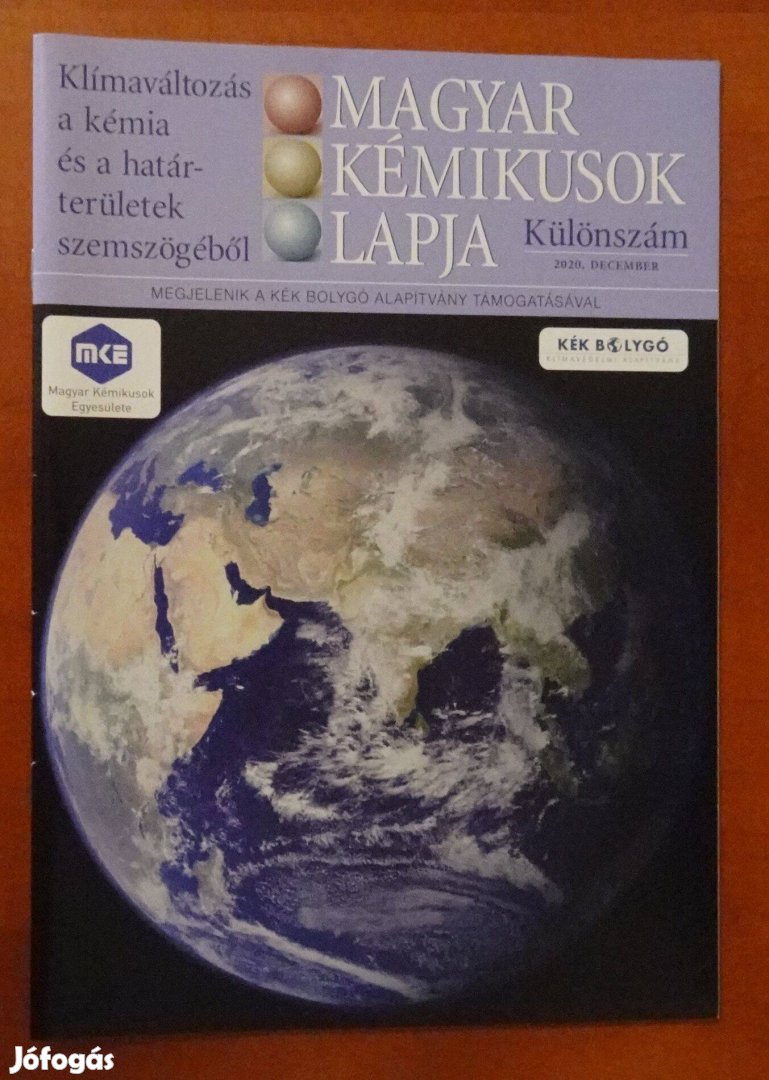 Klímaváltozás
a kémia
és a határ-
területek
szemszögéből
MAGYAR
KÉMIKUSOK
LAPJA
Különszám
2020. DECEMBER
MEGJELENIK A KÉK BOLYGÓ ALAPÍTVÁNY TÁMOGATÁSÁVAL
MKE
Magyar Kémikusok
Egyesülete
KÉK BOLYGÓ
KLÍMAVÉDELMI ALAPÍTVÁNY
Jófogás